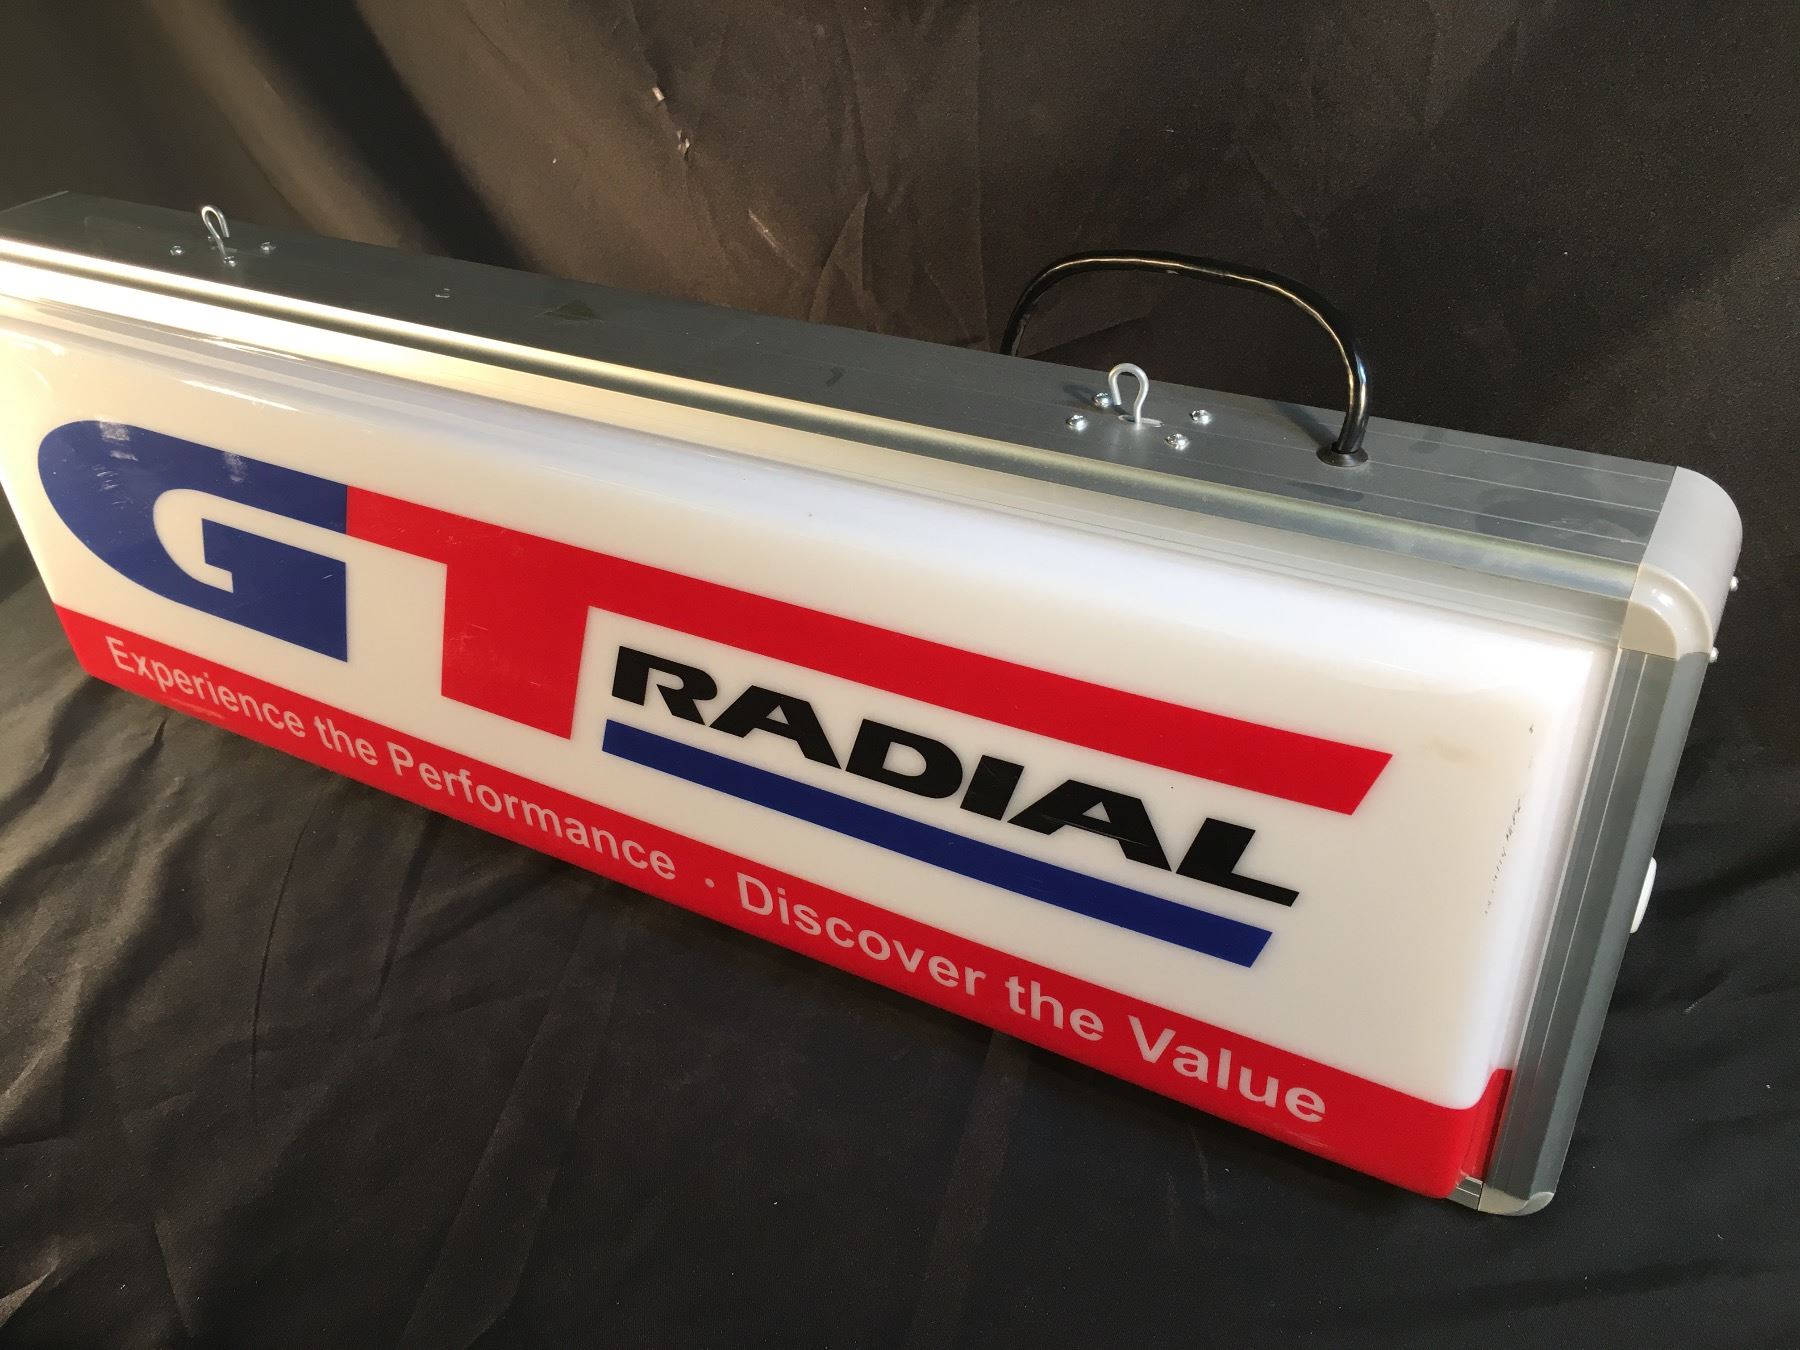 GT RADIAL
Experience the Performance · Discover the Value